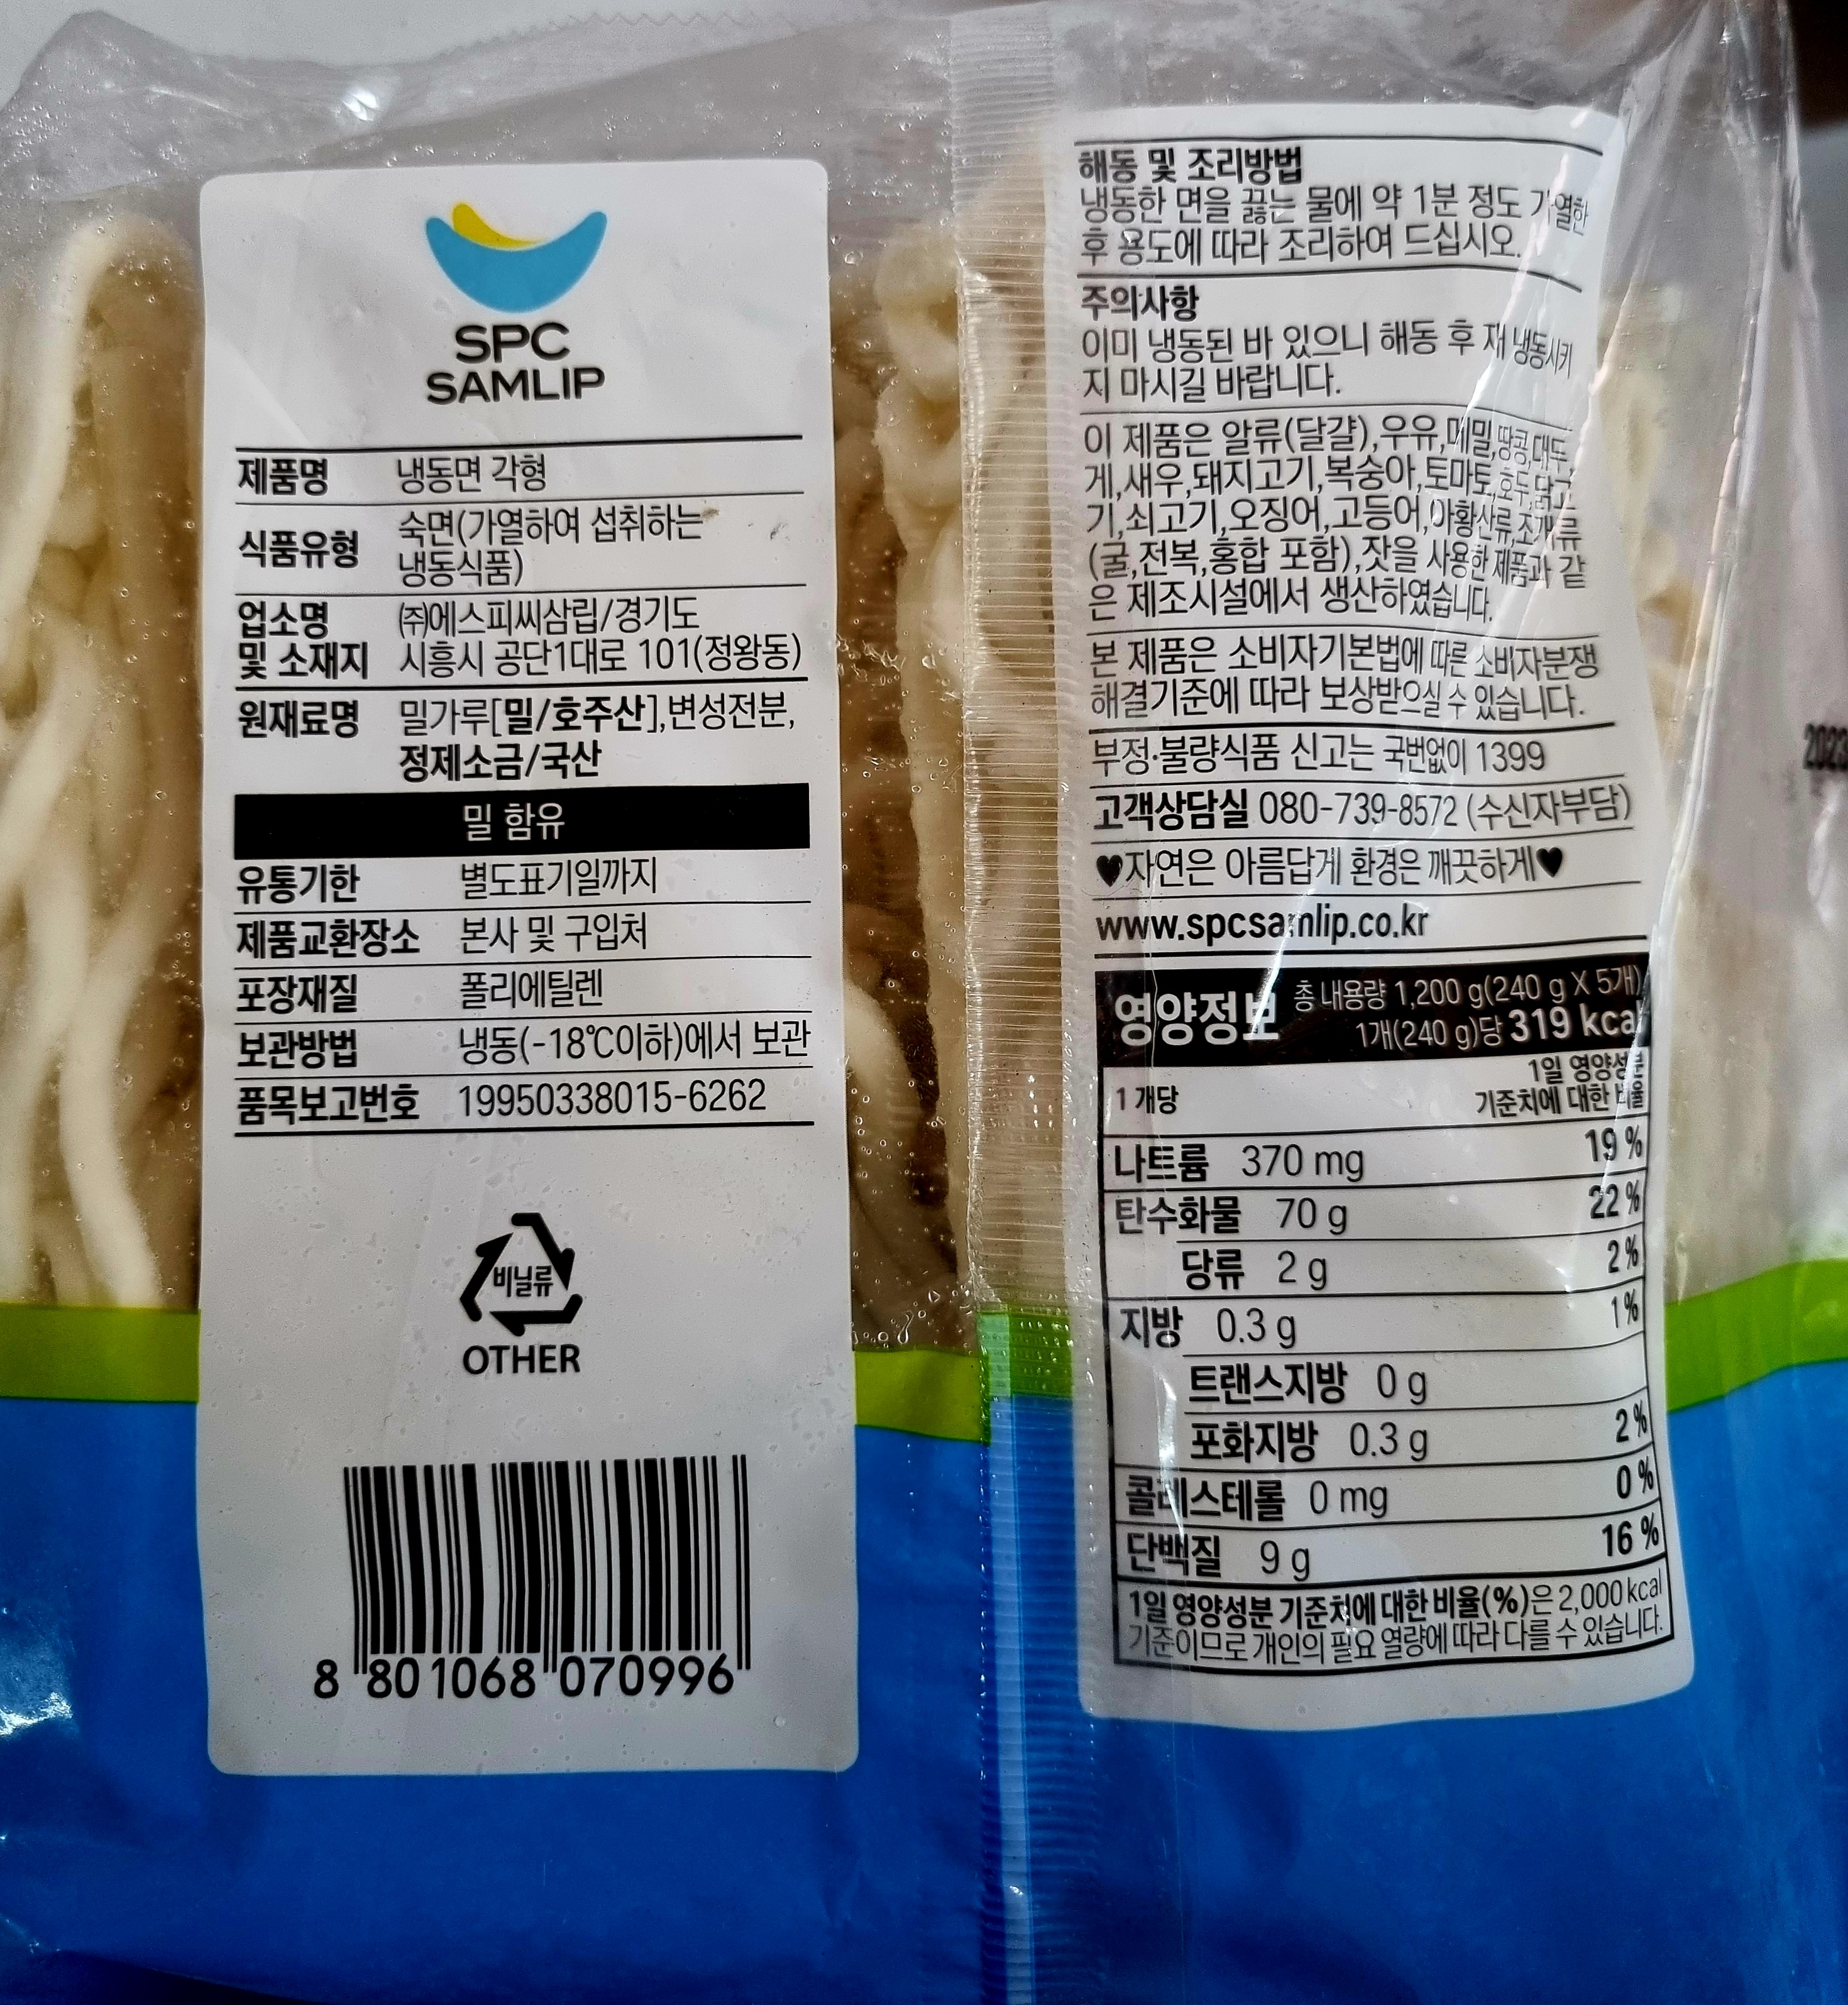 SPC
SAMLIP
제품명 냉동면 각형
식품유형 숙면(가열하여 섭취하는
냉동식품)
업소명 ㈜에스피씨삼립/경기도
및 소재지 시흥시 공단1대로 101(정왕동)
원재료명 밀가루[밀/호주산],변성전분,
정제소금/국산
밀 함유
유통기한 별도표기일까지
제품교환장소 본사 및 구입처
포장재질 폴리에틸렌
보관방법 냉동(-18℃이하)에서 보관
품목보고번호 19950338015-6262
비닐류
OTHER
8 801068 070996
해동 및 조리방법
냉동한 면을 끓는 물에 약 1분 정도 가열한
후 용도에 따라 조리하여 드십시오.
주의사항
이미 냉동된 바 있으니 해동 후 재 냉동시키
지 마시길 바랍니다.
이 제품은 알류(달걀),우유,메밀,땅콩,대두,
게,새우,돼지고기,복숭아,토마토,호두,닭고
기,쇠고기,오징어,고등어,아황산류,조개류
(굴,전복,홍합 포함),잣을 사용한 제품과 같
은 제조시설에서 생산하였습니다.
본 제품은 소비자기본법에 따른 소비자분쟁
해결기준에 따라 보상받으실 수 있습니다.
부정·불량식품 신고는 국번없이 1399
고객상담실 080-739-8572 (수신자부담)
♥자연은 아름답게 환경은 깨끗하게♥
www.spcsamlip.co.kr
영양정보 총 내용량 1,200 g(240 g X 5개)
1개(240 g)당 319 kcal
1 개당 1일 영양성분
기준치에 대한 비율
나트륨 370 mg 19 %
탄수화물 70 g 22 %
당류 2 g 2 %
지방 0.3 g 1 %
트랜스지방 0 g
포화지방 0.3 g 2 %
콜레스테롤 0 mg 0 %
단백질 9 g 16 %
1일 영양성분 기준치에 대한 비율(%)은 2,000 kcal
기준이므로 개인의 필요 열량에 따라 다를 수 있습니다.
2023